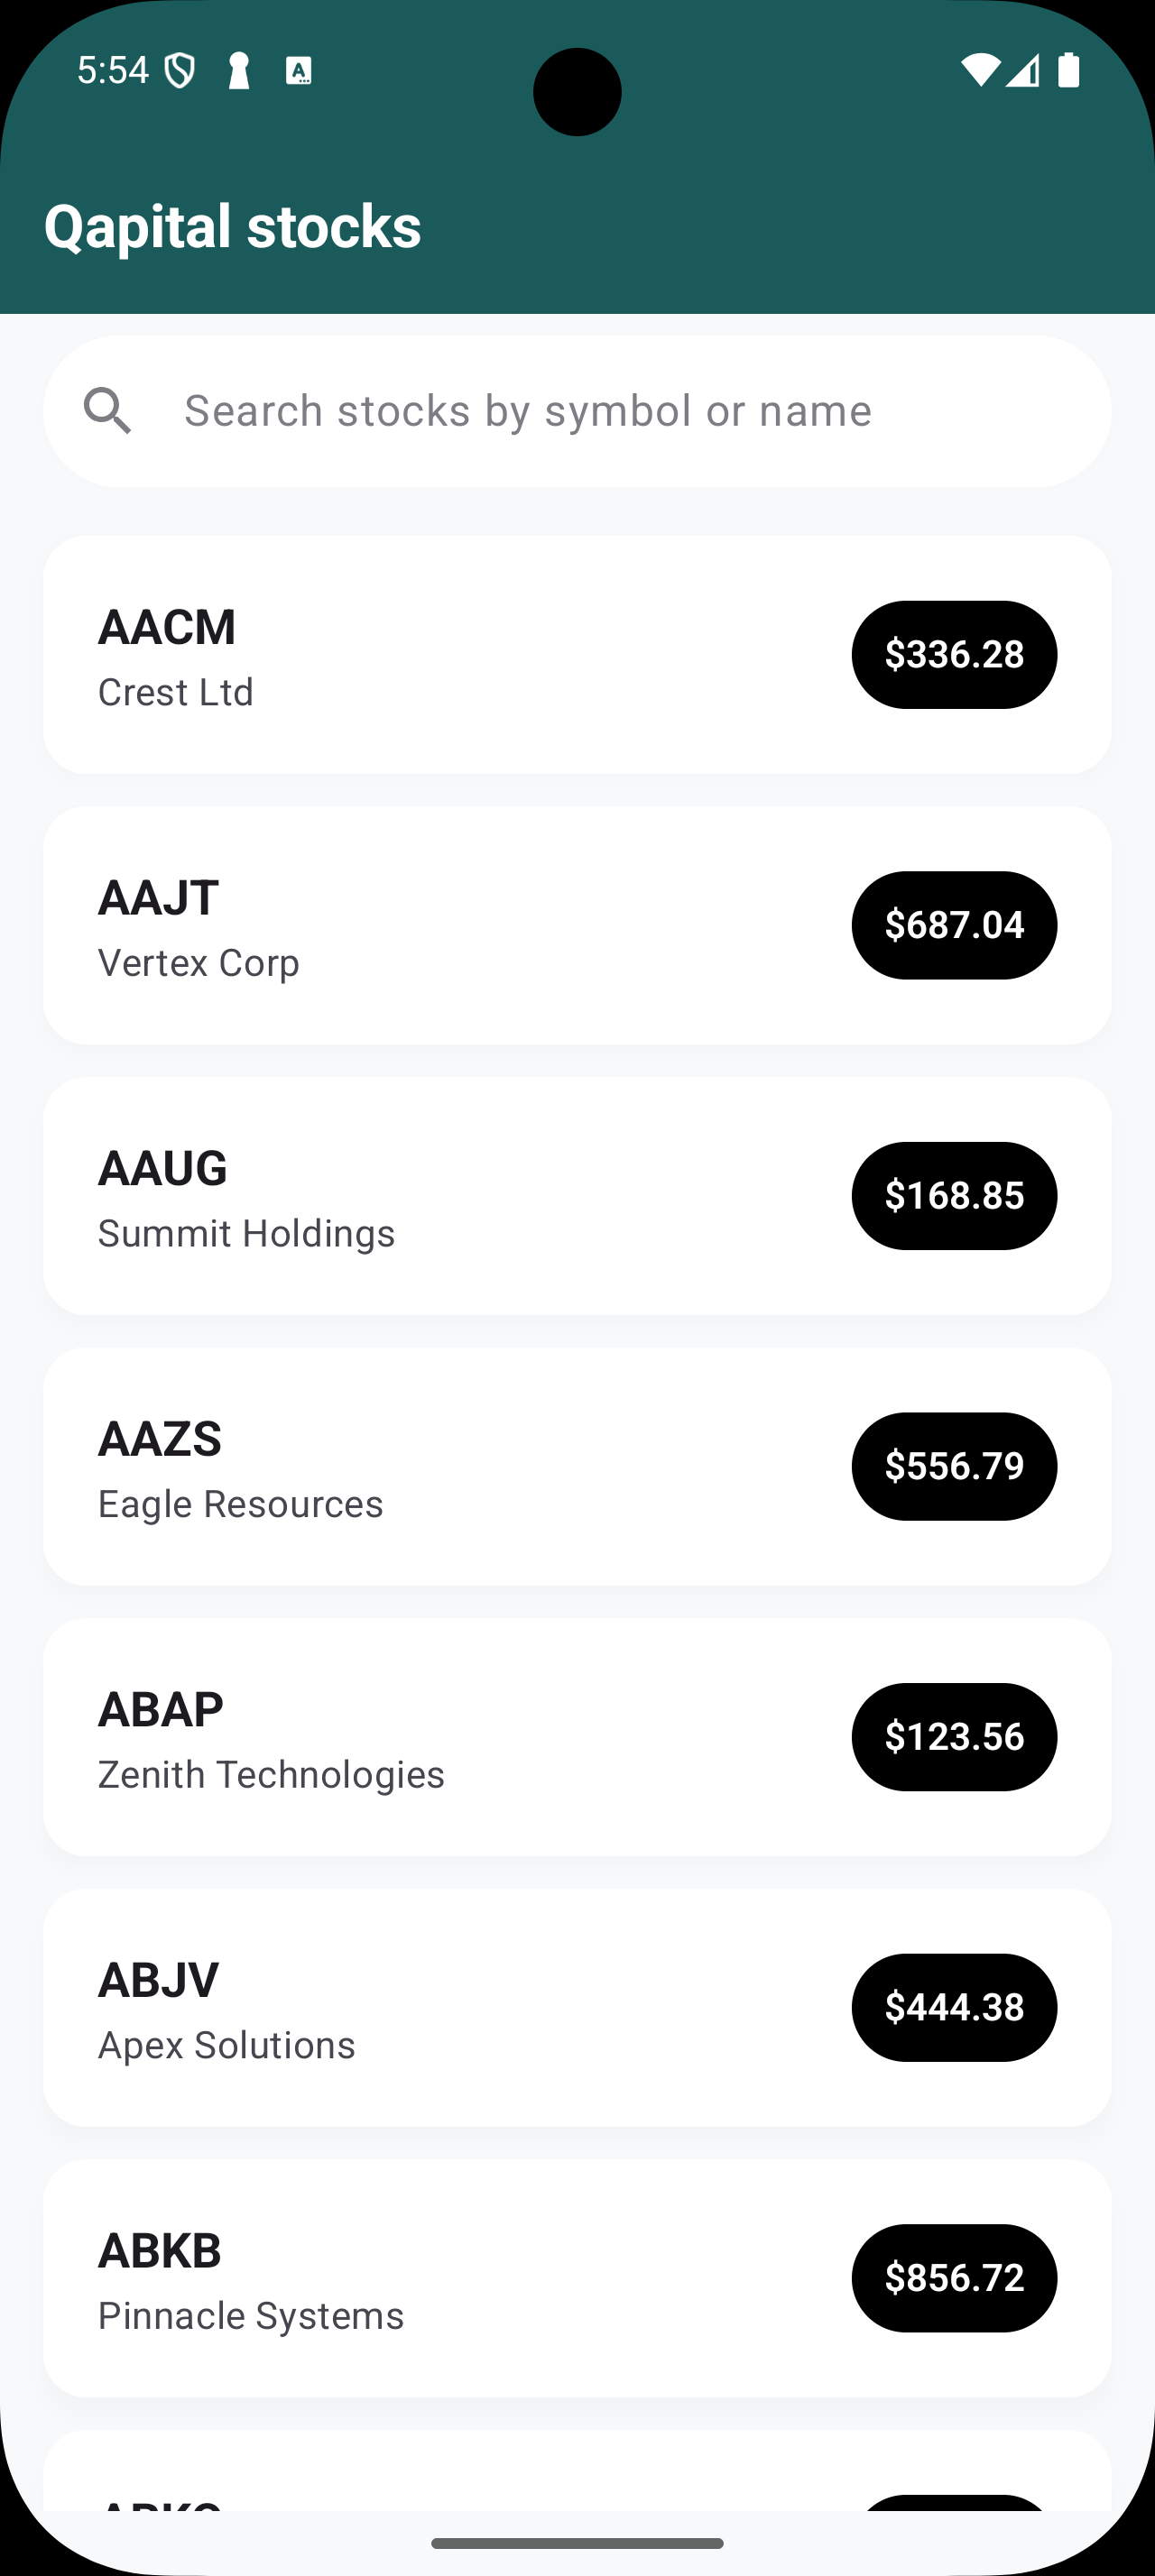 5:54
Qapital stocks
Search stocks by symbol or name
AACM
Crest Ltd
$336.28
AAJT
Vertex Corp
$687.04
AAUG
Summit Holdings
$168.85
AAZS
Eagle Resources
$556.79
ABAP
Zenith Technologies
$123.56
ABJV
Apex Solutions
$444.38
ABKB
Pinnacle Systems
$856.72